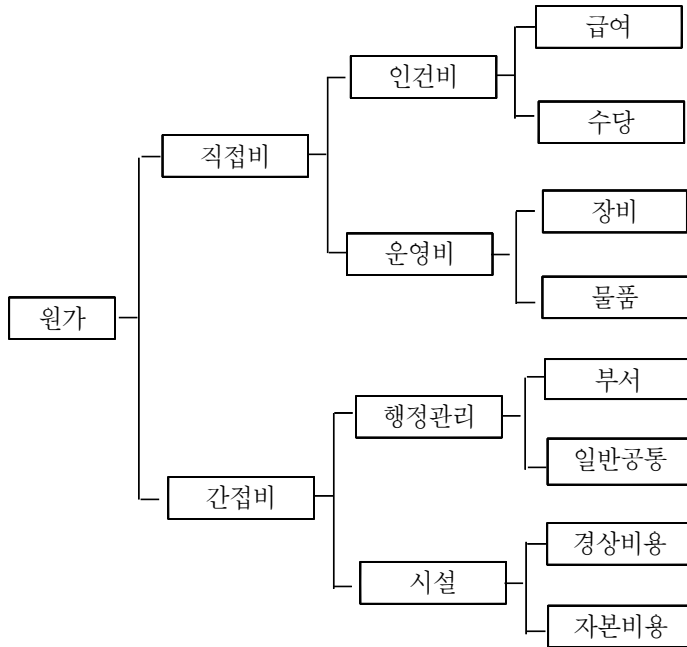 원가
직접비
인건비
급여
수당
운영비
장비
물품
간접비
행정관리
부서
일반공통
시설
경상비용
자본비용